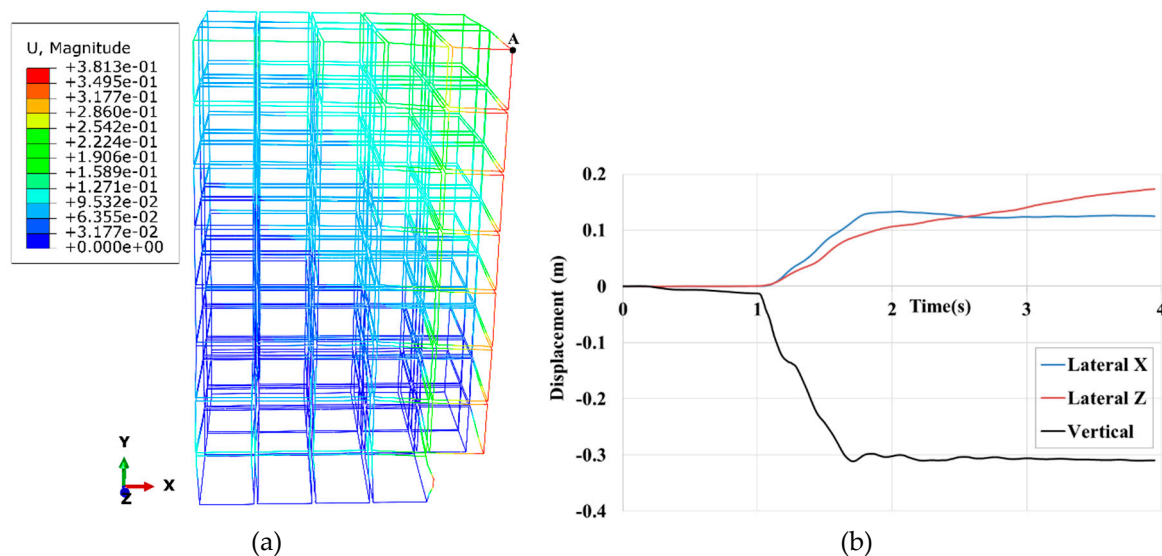 U, Magnitude
+3.813e-01
+3.495e-01
+3.177e-01
+2.860e-01
+2.542e-01
+2.224e-01
+1.906e-01
+1.589e-01
+1.271e-01
+9.532e-02
+6.355e-02
+3.177e-02
+0.000e+00
A
Y
X
Z
(a)
0.2
0.1
0
-0.1
-0.2
-0.3
-0.4
Displacement (m)
0 1 2 3 4
Time(s)
Lateral X
Lateral Z
Vertical
(b)